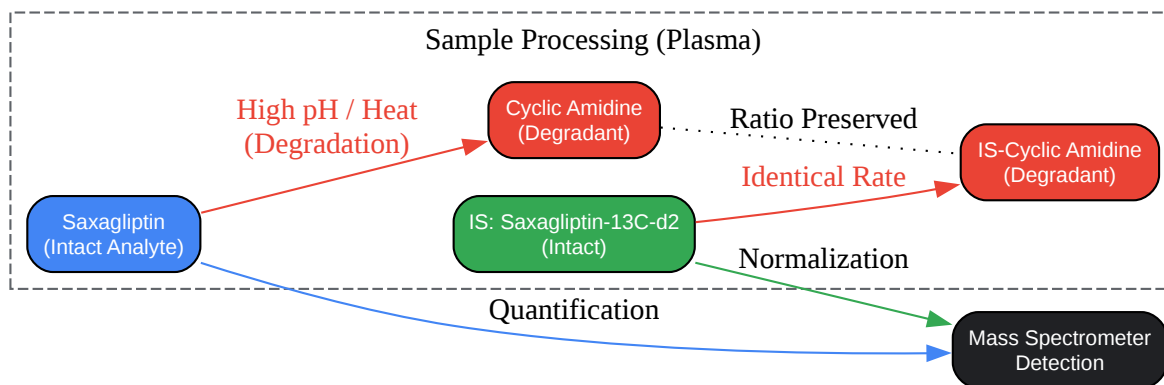 Sample Processing (Plasma)
High pH / Heat
(Degradation)
Cyclic Amidine
(Degradant)
Ratio Preserved
IS-Cyclic Amidine
(Degradant)
Identical Rate
Saxagliptin
(Intact Analyte)
IS: Saxagliptin-13C-d2
(Intact)
Normalization
Quantification
Mass Spectrometer
Detection